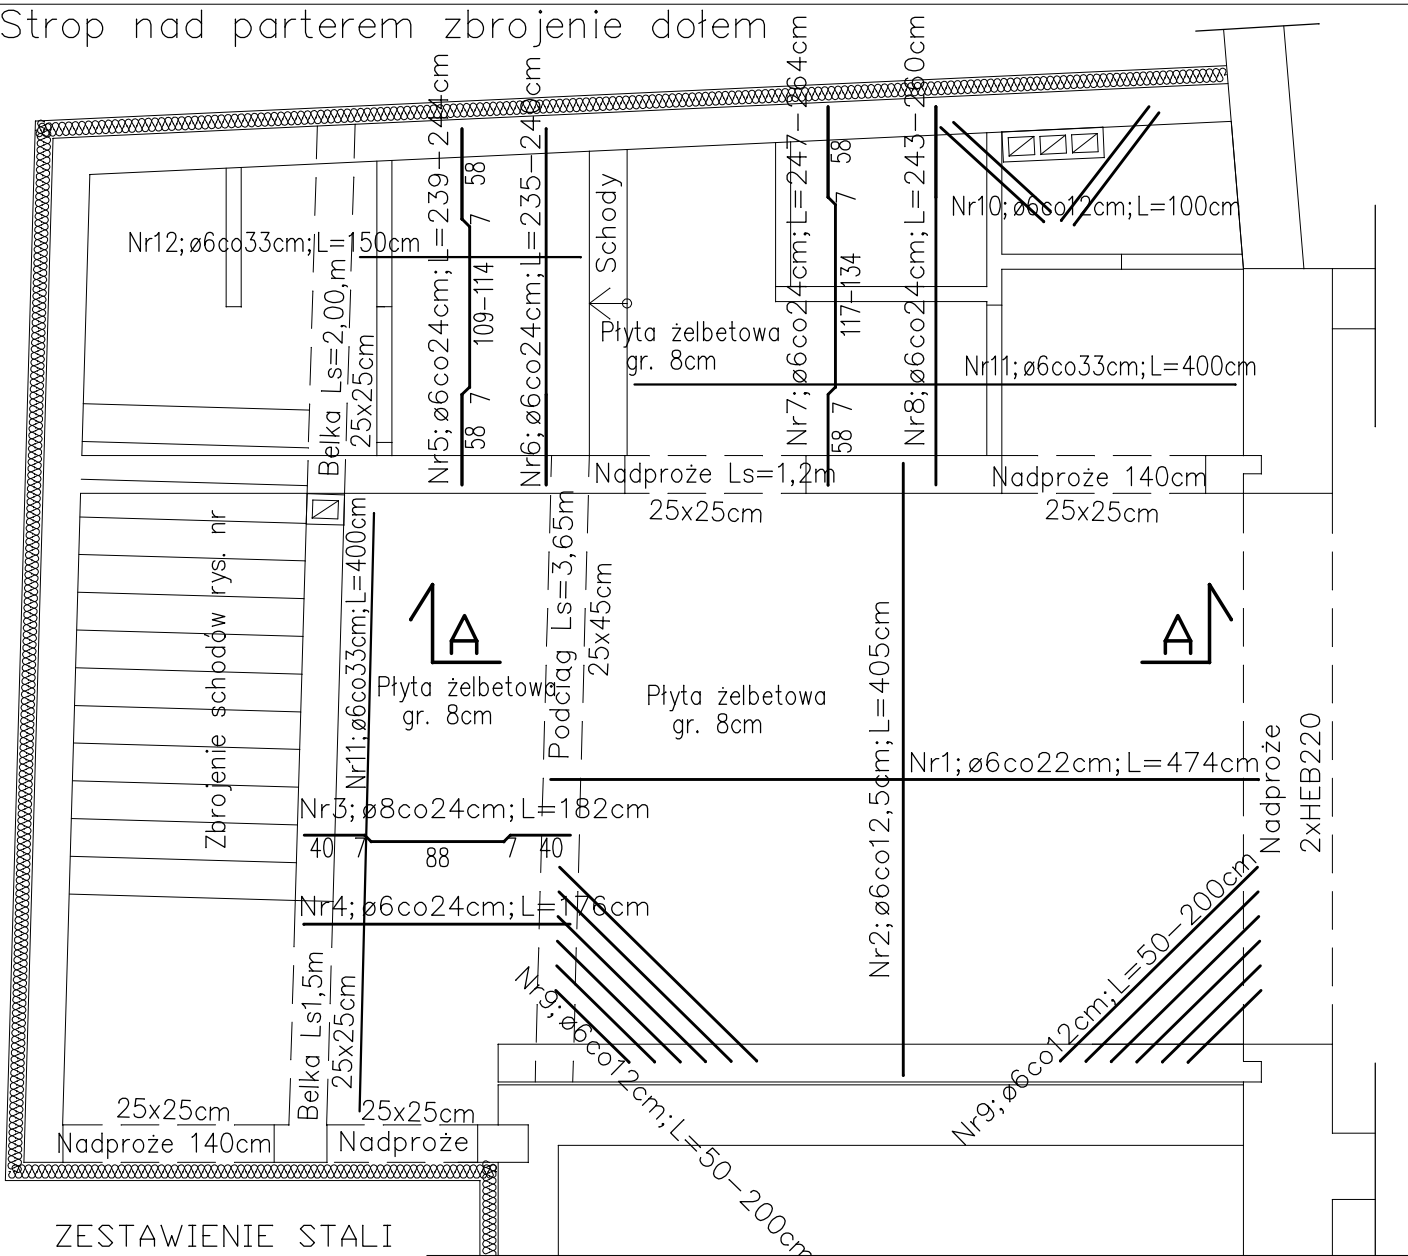 Strop nad parterem zbrojenie dołem
Nr5; ø6co24cm; L=239-244cm
Nr6; ø6co24cm; L=235-240cm
Nr7; ø6co24cm; L=247-264cm
Nr8; ø6co24cm; L=243-260cm
58
7
109-114
7
58
58
7
117-134
7
58
Nr10; ø6co12cm; L=100cm
Nr12; ø6co33cm; L=150cm
Schody
Belka Ls=2,00,m
25x25cm
Płyta żelbetowa
gr. 8cm
Nr11; ø6co33cm; L=400cm
Nadproże Ls=1,2m
25x25cm
Nadproże 140cm
25x25cm
Zbrojenie schodów rys. nr
Nr11; ø6co33cm; L=400cm
A
A
Podciąg Ls=3,65m
25x45cm
Płyta żelbetowa
gr. 8cm
Płyta żelbetowa
gr. 8cm
Nr2; ø6co12,5cm; L=405cm
Nr1; ø6co22cm; L=474cm
Nadproże
2xHEB220
Nr3; ø8co24cm; L=182cm
40 7 88 7 40
Nr4; ø6co24cm; L=176cm
Nr9; ø6co12cm; L=50-200cm
Nr9; ø6co12cm; L=50-200cm
Belka Ls1,5m
25x25cm
25x25cm
Nadproże 140cm
25x25cm
Nadproże
ZESTAWIENIE STALI